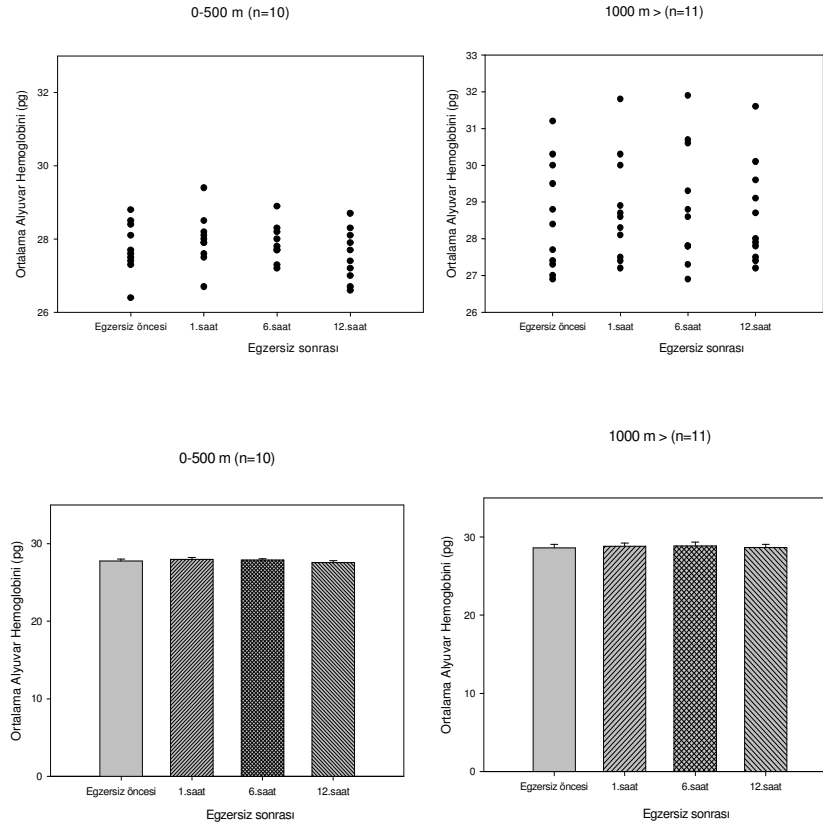 0-500 m (n=10)
Ortalama Alyuvar Hemoglobini (pg)
32
30
28
26
Egzersiz öncesi 1.saat 6.saat 12.saat
Egzersiz sonrası
1000 m > (n=11)
Ortalama Alyuvar Hemoglobini (pg)
33
32
31
30
29
28
27
26
Egzersiz öncesi 1.saat 6.saat 12.saat
Egzersiz sonrası
0-500 m (n=10)
Ortalama Alyuvar Hemoglobini (pg)
30
20
10
0
Egzersiz öncesi 1.saat 6.saat 12.saat
Egzersiz sonrası
1000 m > (n=11)
Ortalama Alyuvar Hemoglobini (pg)
30
20
10
0
Egzersiz öncesi 1.saat 6.saat 12.saat
Egzersiz sonrası